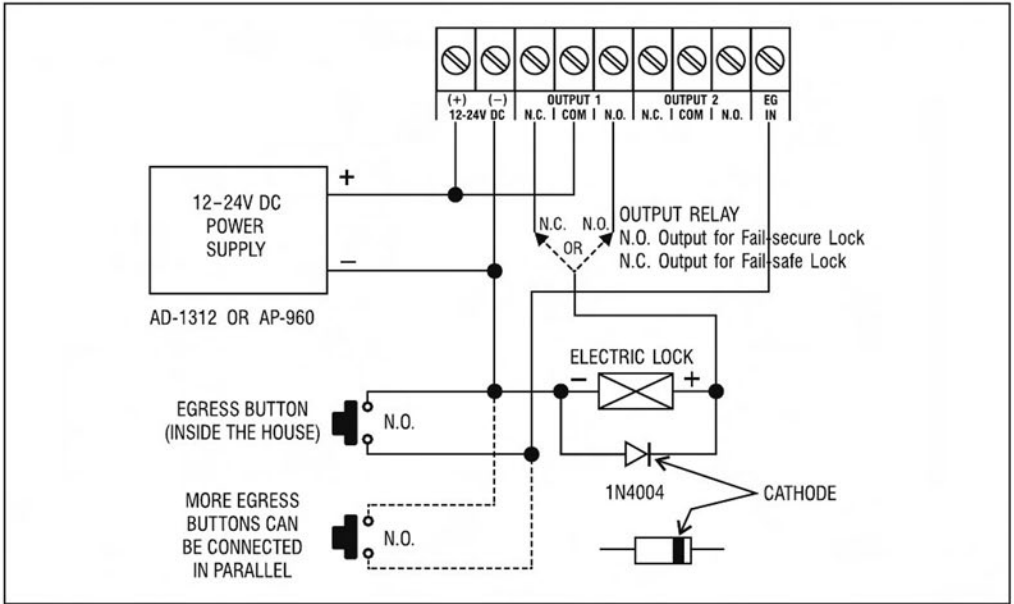 (+) (−) OUTPUT 1 OUTPUT 2 EG
12-24V DC N.C. COM N.O. N.C. COM N.O. IN
+
12–24V DC
POWER
SUPPLY
−
AD-1312 OR AP-960
N.C. N.O.
OR
OUTPUT RELAY
N.O. Output for Fail-secure Lock
N.C. Output for Fail-safe Lock
ELECTRIC LOCK
− +
EGRESS BUTTON
(INSIDE THE HOUSE)
N.O.
1N4004
CATHODE
MORE EGRESS
BUTTONS CAN
BE CONNECTED
IN PARALLEL
N.O.